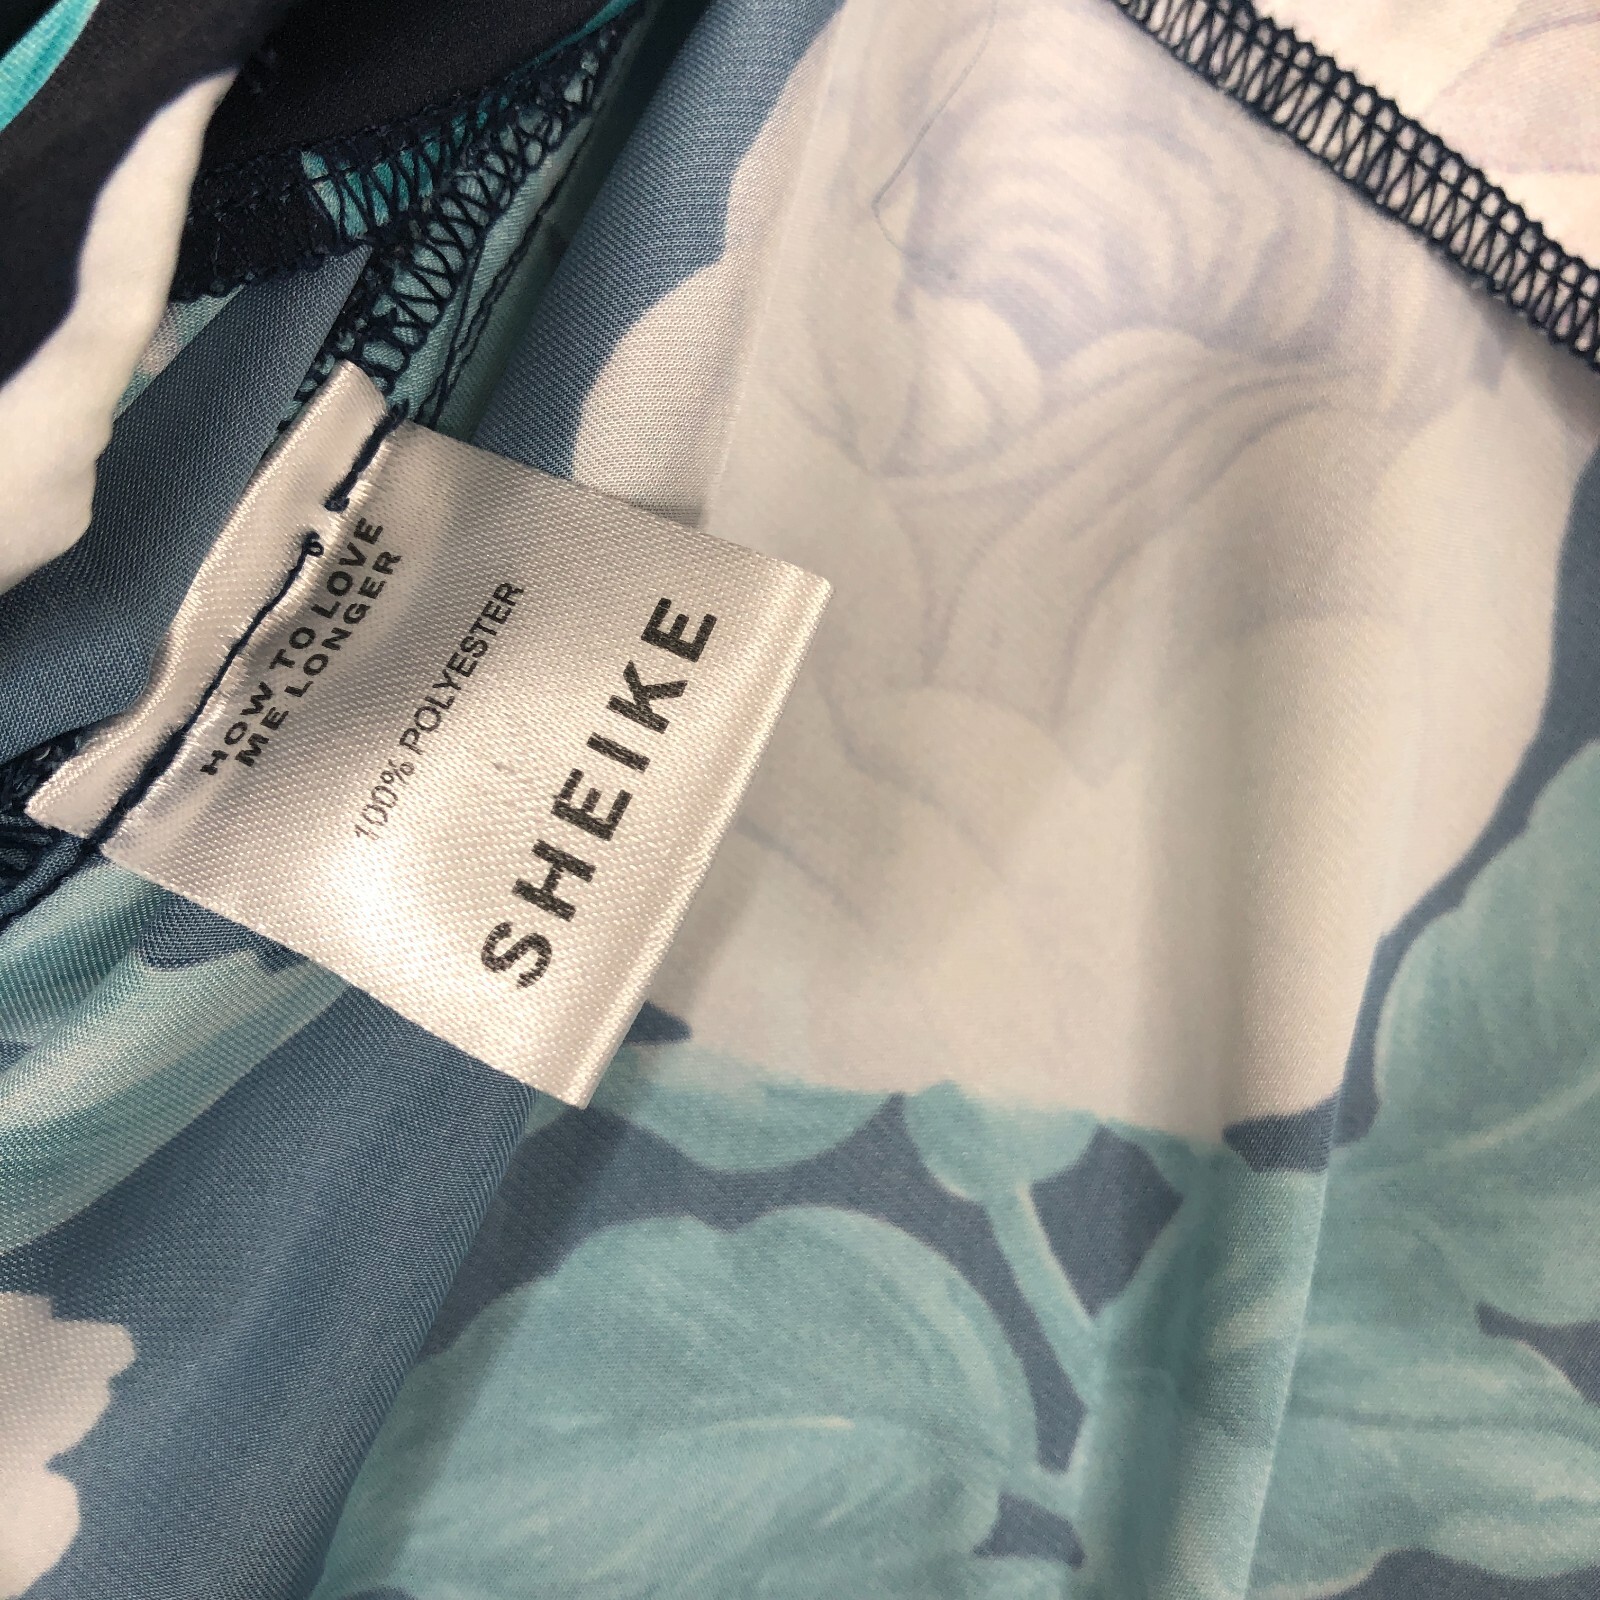 SHEIKE
100% POLYESTER
HOW TO LOVE
ME LONGER